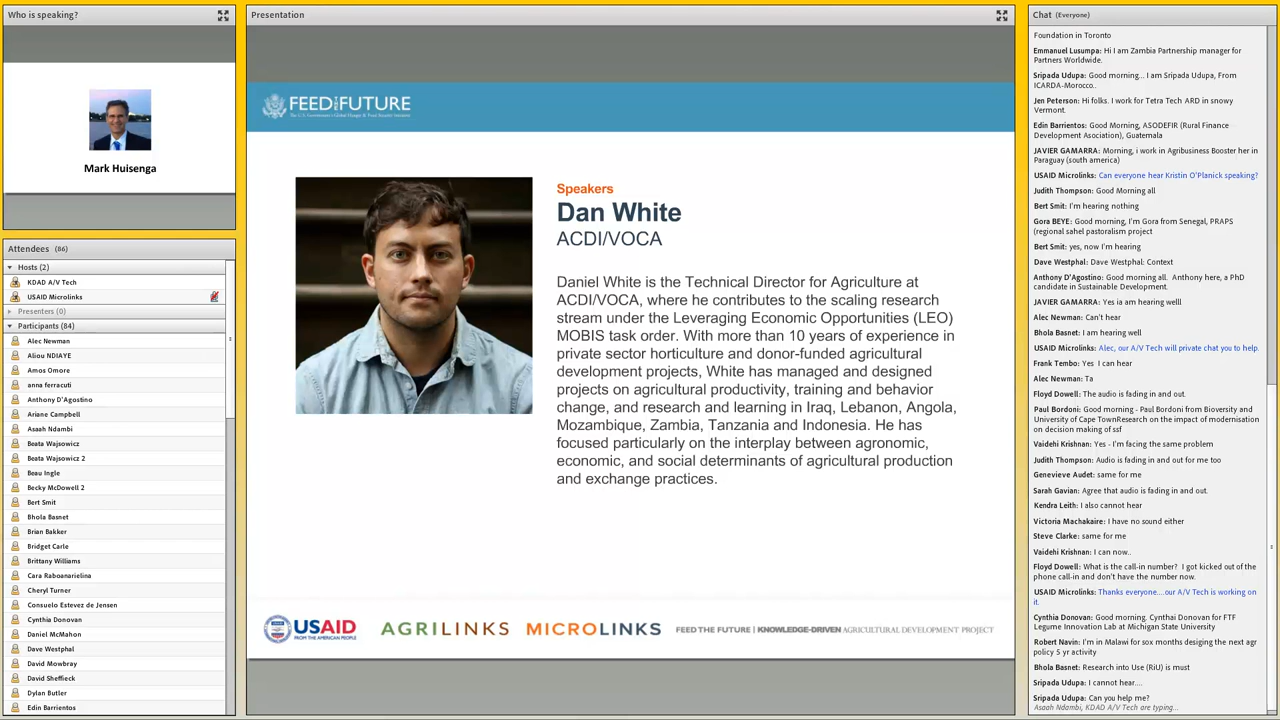 Who is speaking?
Mark Huisenga
Attendees (86)
Hosts (2)
KDAD A/V Tech
USAID Microlinks
Presenters (0)
Participants (84)
Alec Newman
Aliou NDIAYE
Amos Omore
anna ferracuti
Anthony D'Agostino
Ariane Campbell
Asaah Ndambi
Beata Wajsowicz
Beata Wajsowicz 2
Beau Ingle
Becky McDowell 2
Bert Smit
Bhola Basnet
Brian Bakker
Bridget Carle
Brittany Williams
Cara Raboanarielina
Cheryl Turner
Consuelo Estevez de Jensen
Cynthia Donovan
Daniel McMahon
Dave Westphal
David Mowbray
David Sheffieck
Dylan Butler
Edin Barrientos
Presentation
FEED THE FUTURE
The U.S. Government's Global Hunger & Food Security Initiative
Speakers
Dan White
ACDI/VOCA
Daniel White is the Technical Director for Agriculture at
ACDI/VOCA, where he contributes to the scaling research
stream under the Leveraging Economic Opportunities (LEO)
MOBIS task order. With more than 10 years of experience in
private sector horticulture and donor-funded agricultural
development projects, White has managed and designed
projects on agricultural productivity, training and behavior
change, and research and learning in Iraq, Lebanon, Angola,
Mozambique, Zambia, Tanzania and Indonesia. He has
focused particularly on the interplay between agronomic,
economic, and social determinants of agricultural production
and exchange practices.
USAID
FROM THE AMERICAN PEOPLE
AGRILINKS
MICROLINKS
FEED THE FUTURE | KNOWLEDGE-DRIVEN AGRICULTURAL DEVELOPMENT PROJECT
Chat (Everyone)
Foundation in Toronto
Emmanuel Lusumpa: Hi I am Zambia Partnership manager for
Partners Worldwide.
Sripada Udupa: Good morning... I am Sripada Udupa, From
ICARDA-Morocco..
Jen Peterson: Hi folks. I work for Tetra Tech ARD in snowy
Vermont.
Edin Barrientos: Good Morning, ASODEFIR (Rural Finance
Development Asociation), Guatemala
JAVIER GAMARRA: Morning, i work in Agribusiness Booster her in
Paraguay (south america)
USAID Microlinks: Can everyone hear Kristin O'Planick speaking?
Judith Thompson: Good Morning all
Bert Smit: I'm hearing nothing
Gora BEYE: Good morning, I'm Gora from Senegal, PRAPS
(regional sahel pastoralism project
Bert Smit: yes, now I'm hearing
Dave Westphal: Dave Westphal: Context
Anthony D'Agostino: Good morning all. Anthony here, a PhD
candidate in Sustainable Development.
JAVIER GAMARRA: Yes ia am hearing welll
Alec Newman: Can't hear
Bhola Basnet: I am hearing well
USAID Microlinks: Alec, our A/V Tech will private chat you to help.
Frank Tembo: Yes I can hear
Alec Newman: Ta
Floyd Dowell: The audio is fading in and out.
Paul Bordoni: Good morning - Paul Bordoni from Bioversity and
University of Cape TownResearch on the impact of modernisation
on decision making of ssf
Vaidehi Krishnan: Yes - I'm facing the same problem
Judith Thompson: Audio is fading in and out for me too
Genevieve Audet: same for me
Sarah Gavian: Agree that audio is fading in and out.
Kendra Leith: I also cannot hear
Victoria Machakaire: I have no sound either
Steve Clarke: same for me
Vaidehi Krishnan: I can now..
Floyd Dowell: What is the call-in number? I got kicked out of the
phone call-in and don't have the number now.
USAID Microlinks: Thanks everyone....our A/V Tech is working on
it.
Cynthia Donovan: Good morning. Cynthia Donovan for FTF
Legume Innovation Lab at Michigan State University
Robert Navin: I'm in Malawi for sox months desiging the next agr
policy 5 yr activity
Bhola Basnet: Research into Use (RiU) is must
Sripada Udupa: I cannot hear....
Sripada Udupa: Can you help me?
Asaah Ndambi, KDAD A/V Tech are typing...